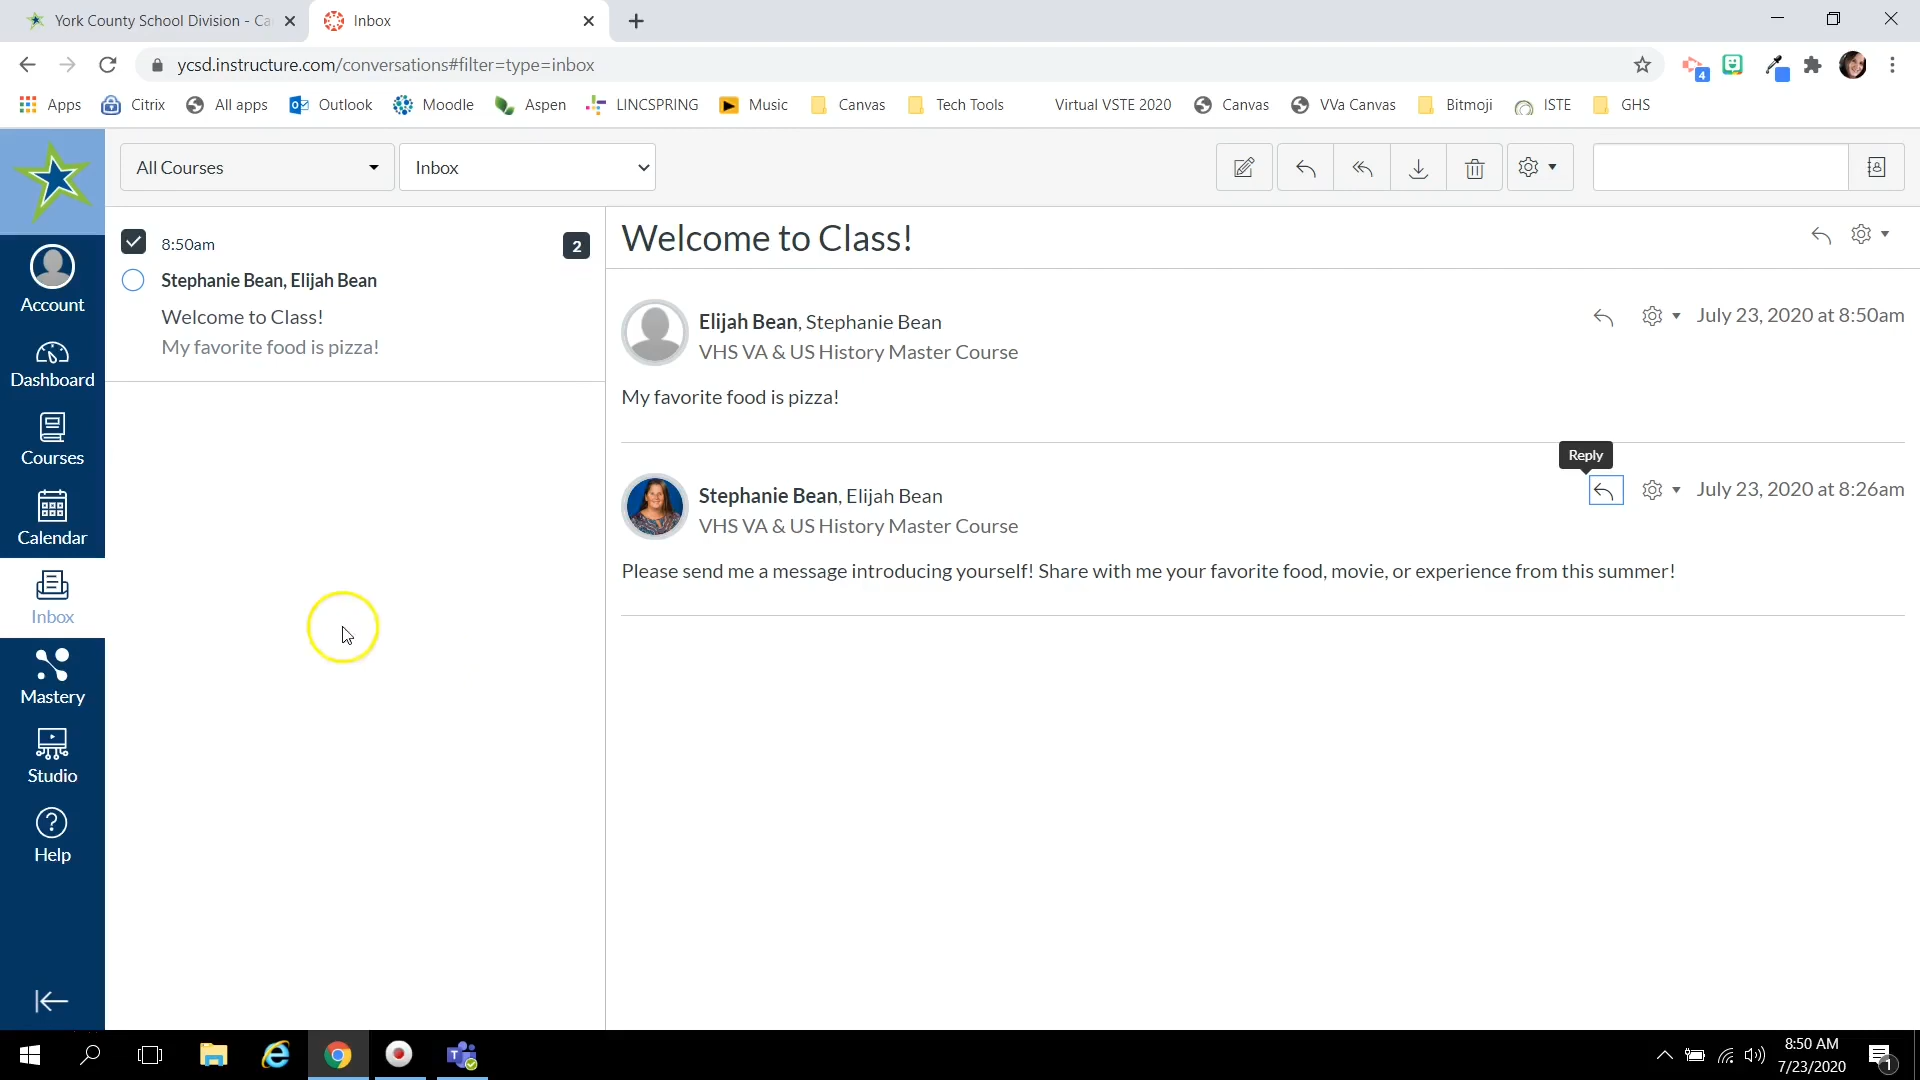 York County School Division - Ca
Inbox
ycsd.instructure.com/conversations#filter=type=inbox
4
Apps
Citrix
All apps
Outlook
Moodle
Aspen
LINCSPRING
Music
Canvas
Tech Tools
Virtual VSTE 2020
Canvas
VVa Canvas
Bitmoji
ISTE
GHS
All Courses
Inbox
Account
Dashboard
Courses
Calendar
Inbox
Mastery
Studio
Help
8:50am
2
Stephanie Bean, Elijah Bean
Welcome to Class!
My favorite food is pizza!
Welcome to Class!
Elijah Bean, Stephanie Bean
July 23, 2020 at 8:50am
VHS VA & US History Master Course
My favorite food is pizza!
Reply
Stephanie Bean, Elijah Bean
July 23, 2020 at 8:26am
VHS VA & US History Master Course
Please send me a message introducing yourself! Share with me your favorite food, movie, or experience from this summer!
8:50 AM
7/23/2020
1